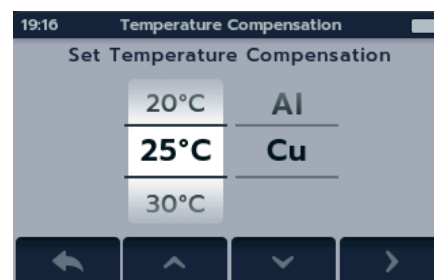 19:16 Temperature Compensation
Set Temperature Compensation
20°C Al
25°C Cu
30°C